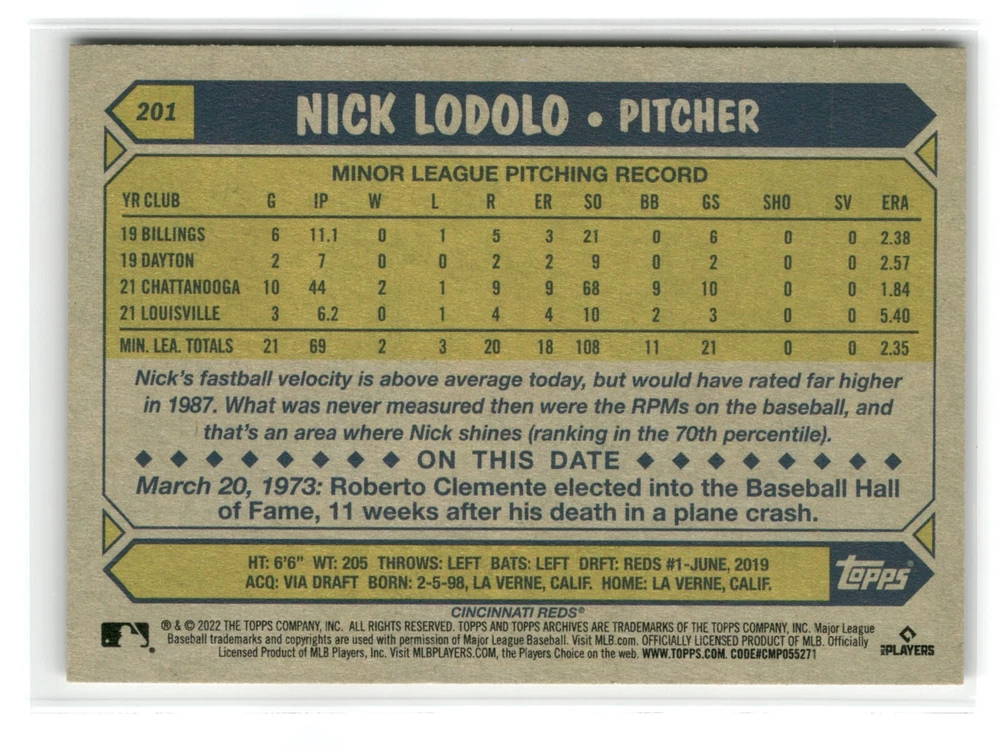 201 NICK LODOLO • PITCHER
MINOR LEAGUE PITCHING RECORD
YR CLUB G IP W L R ER SO BB GS SHO SV ERA
19 BILLINGS 6 11.1 0 1 5 3 21 0 6 0 0 2.38
19 DAYTON 2 7 0 0 2 2 9 0 2 0 0 2.57
21 CHATTANOOGA 10 44 2 1 9 9 68 9 10 0 0 1.84
21 LOUISVILLE 3 6.2 0 1 4 4 10 2 3 0 0 5.40
MIN. LEA. TOTALS 21 69 2 3 20 18 108 11 21 0 0 2.35
Nick's fastball velocity is above average today, but would have rated far higher
in 1987. What was never measured then were the RPMs on the baseball, and
that's an area where Nick shines (ranking in the 70th percentile).
◆ ◆ ◆ ◆ ◆ ◆ ◆ ◆ ON THIS DATE ◆ ◆ ◆ ◆ ◆ ◆ ◆ ◆
March 20, 1973: Roberto Clemente elected into the Baseball Hall
of Fame, 11 weeks after his death in a plane crash.
HT: 6'6" WT: 205 THROWS: LEFT BATS: LEFT DRFT: REDS #1-JUNE, 2019
ACQ: VIA DRAFT BORN: 2-5-98, LA VERNE, CALIF. HOME: LA VERNE, CALIF.
Topps®
CINCINNATI REDS®
® & © 2022 THE TOPPS COMPANY, INC. ALL RIGHTS RESERVED. TOPPS AND TOPPS ARCHIVES ARE TRADEMARKS OF THE TOPPS COMPANY, INC. Major League
Baseball trademarks and copyrights are used with permission of Major League Baseball. Visit MLB.com. OFFICIALLY LICENSED PRODUCT OF MLB. Officially
Licensed Product of MLB Players, Inc. Visit MLBPLAYERS.COM, the Players Choice on the web. WWW.TOPPS.COM. CODE#CMP055271
MLB PLAYERS